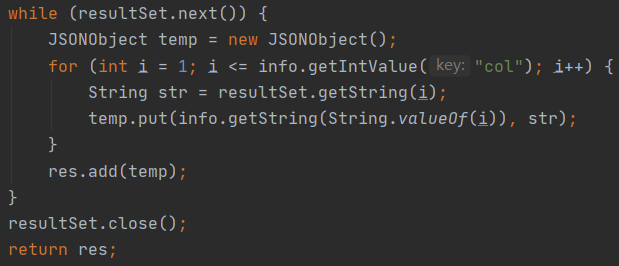 while (resultSet.next()) {
JSONObject temp = new JSONObject();
for (int i = 1; i <= info.getIntValue( key: "col"); i++) {
String str = resultSet.getString(i);
temp.put(info.getString(String.valueOf(i)), str);
}
res.add(temp);
}
resultSet.close();
return res;